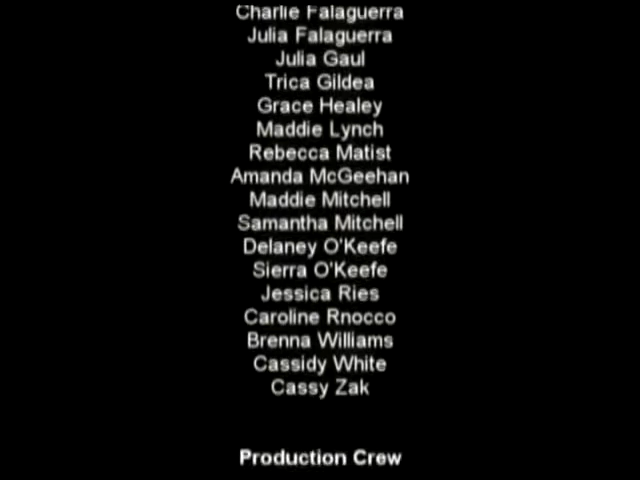 Charlie Falaguerra
Julia Falaguerra
Julia Gaul
Trica Gildea
Grace Healey
Maddie Lynch
Rebecca Matist
Amanda McGeehan
Maddie Mitchell
Samantha Mitchell
Delaney O'Keefe
Sierra O'Keefe
Jessica Ries
Caroline Rnocco
Brenna Williams
Cassidy White
Cassy Zak
Production Crew